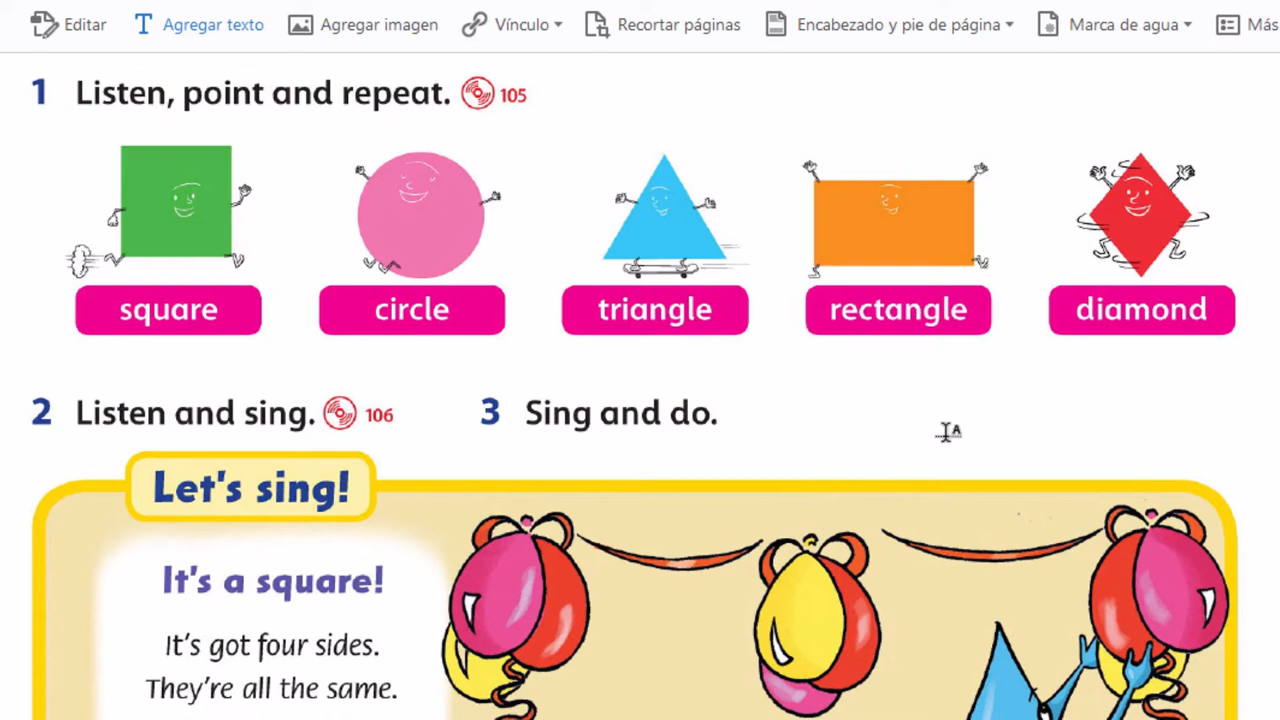 Editar Agregar texto Agregar imagen Vínculo Recortar páginas Encabezado y pie de página Marca de agua Más
1 Listen, point and repeat. 105
square circle triangle rectangle diamond
2 Listen and sing. 106 3 Sing and do.
Let's sing!
It's a square!
It's got four sides.
They're all the same.